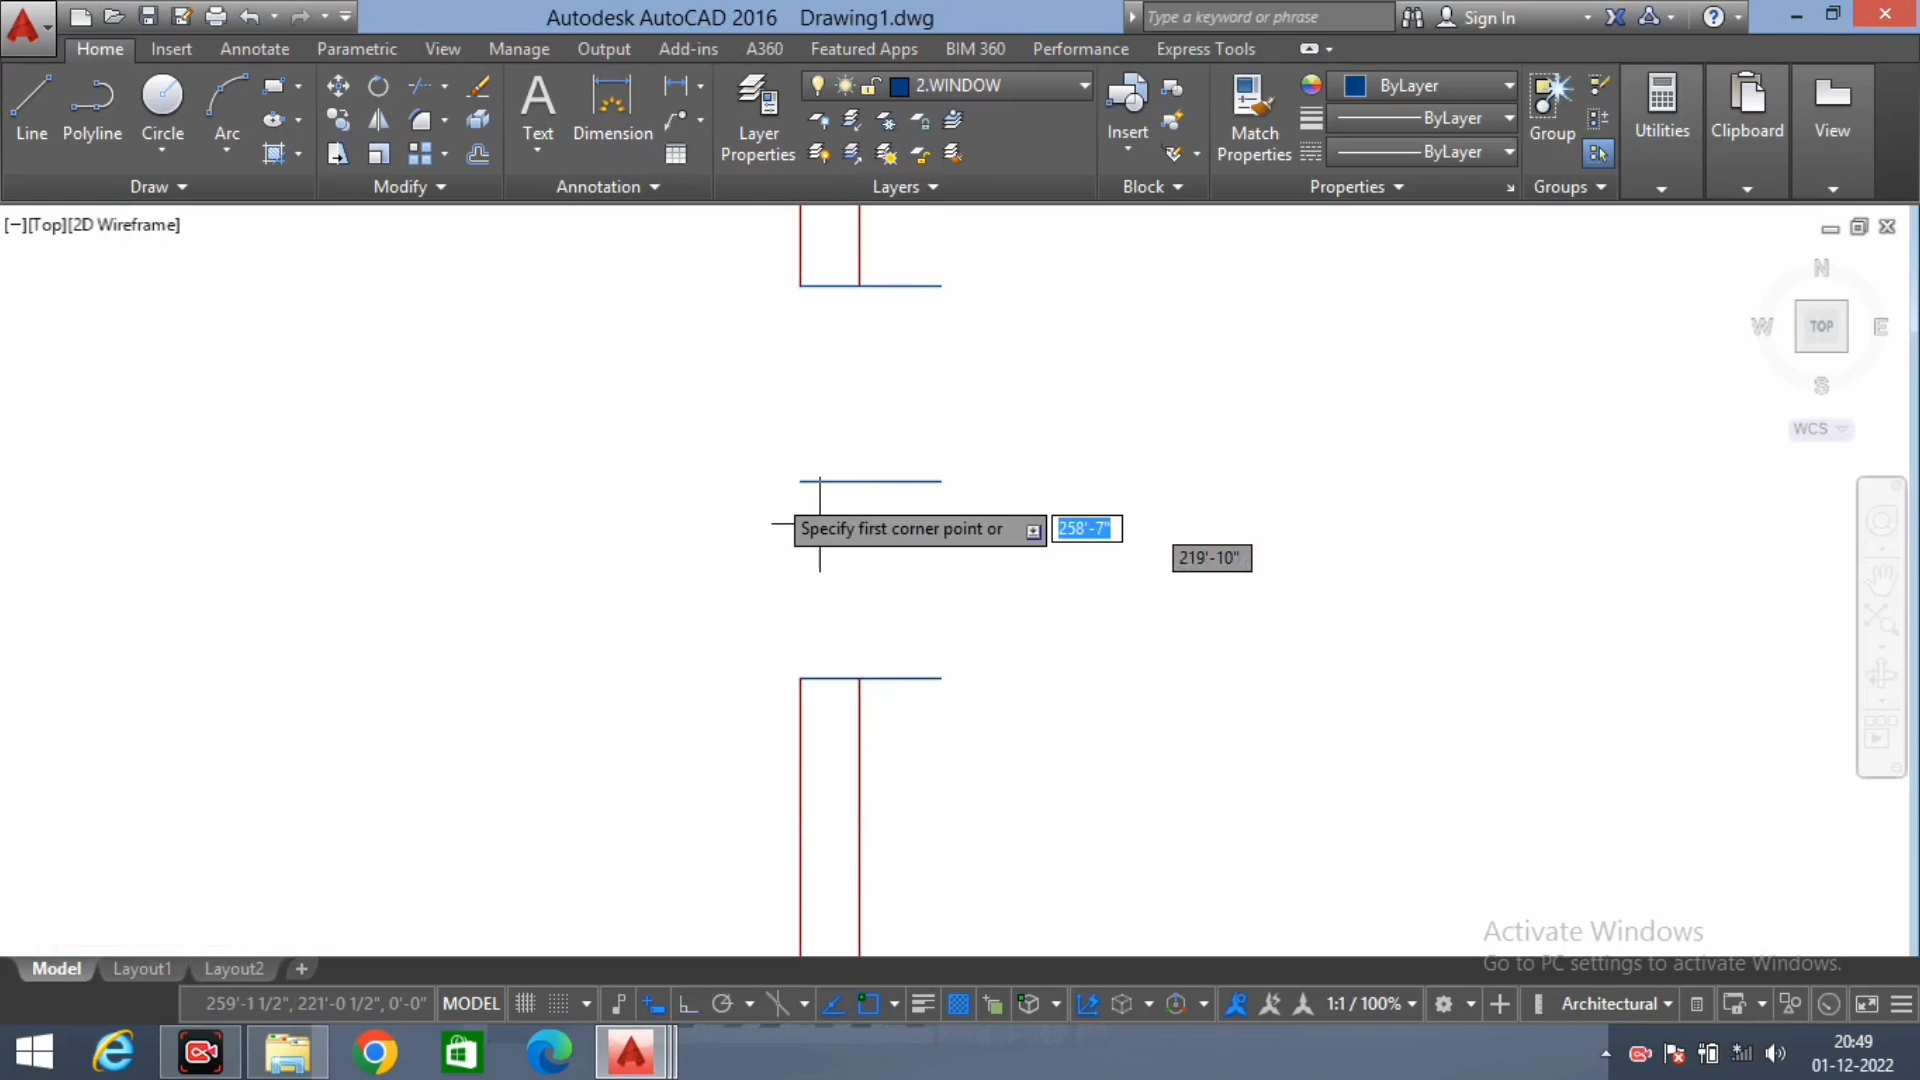 Autodesk AutoCAD 2016 Drawing1.dwg
Type a keyword or phrase
Sign In
Home Insert Annotate Parametric View Manage Output Add-ins A360 Featured Apps BIM 360 Performance Express Tools
2.WINDOW
ByLayer
ByLayer
ByLayer
Line Polyline Circle Arc
Text Dimension
Layer Properties
Insert
Match Properties
Group
Utilities
Clipboard
View
Draw Modify Annotation Layers Block Properties Groups
[−][Top][2D Wireframe]
N
W TOP E
S
WCS
Specify first corner point or 258'-7"
219'-10"
Activate Windows
Go to PC settings to activate Windows.
Model Layout1 Layout2 +
259'-1 1/2", 221'-0 1/2", 0'-0" MODEL 1:1 / 100% Architectural
20:49
01-12-2022